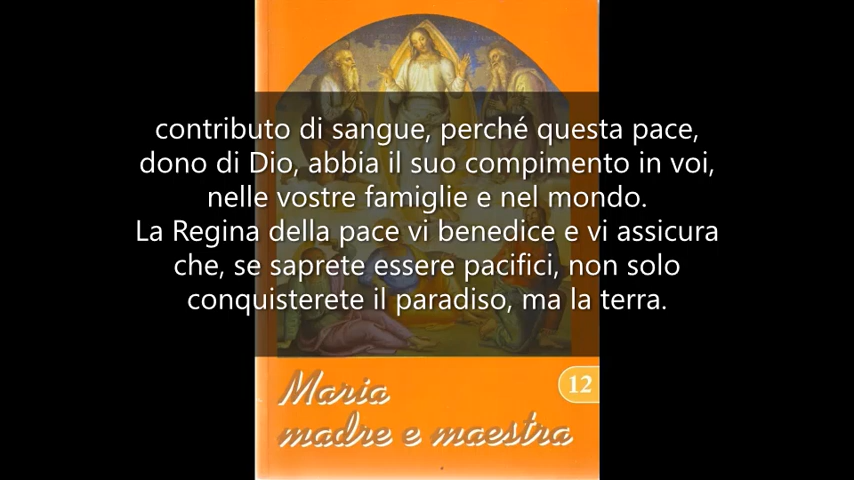 contributo di sangue, perché questa pace,
dono di Dio, abbia il suo compimento in voi,
nelle vostre famiglie e nel mondo.
La Regina della pace vi benedice e vi assicura
che, se saprete essere pacifici, non solo
conquisterete il paradiso, ma la terra.
Maria
12
madre e maestra